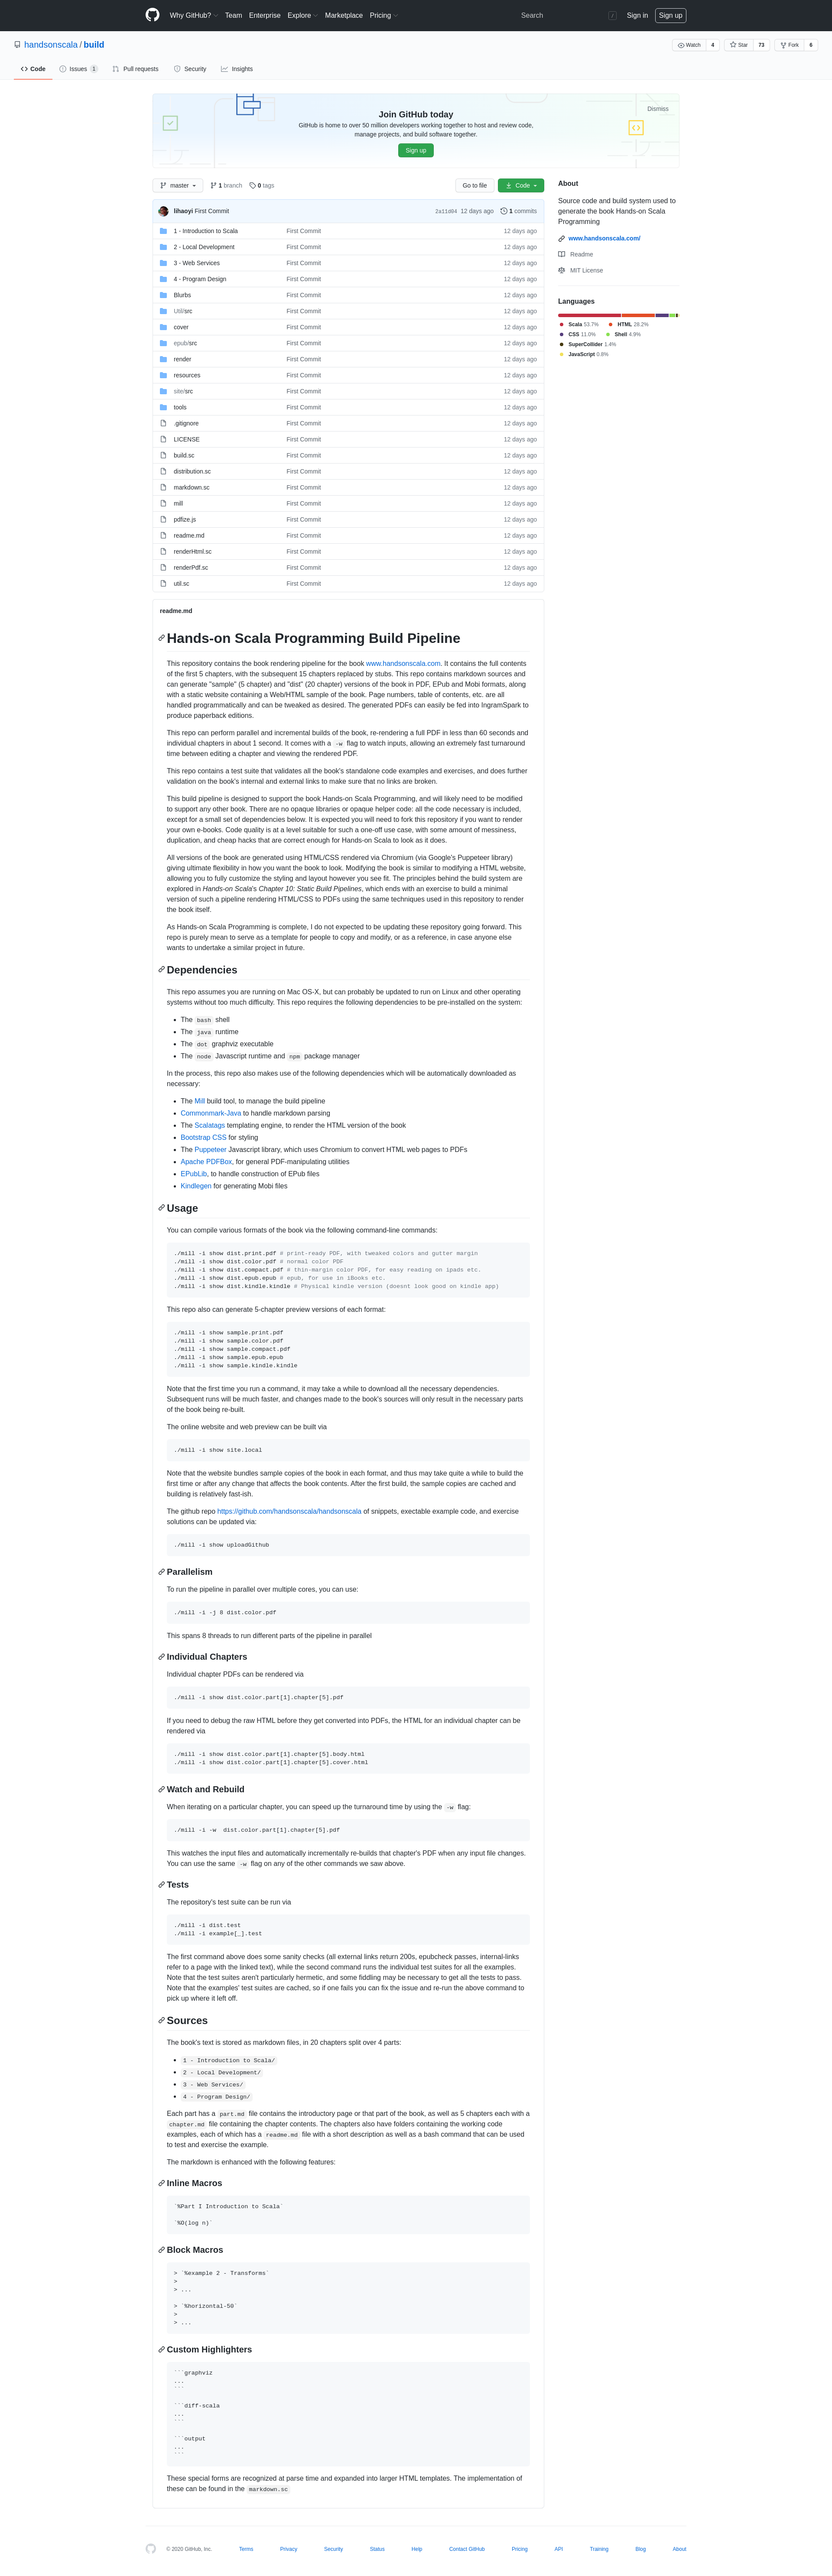 Why GitHub? Team Enterprise Explore Marketplace Pricing Search / Sign in Sign up
handsonscala / build Watch 4 Star 73 Fork 6
Code Issues 1 Pull requests Security Insights
Dismiss
Join GitHub today
GitHub is home to over 50 million developers working together to host and review code,
manage projects, and build software together.
Sign up
master 1 branch 0 tags Go to file Code
lihaoyi First Commit 2a11d04 12 days ago 1 commits
1 - Introduction to Scala First Commit 12 days ago
2 - Local Development First Commit 12 days ago
3 - Web Services First Commit 12 days ago
4 - Program Design First Commit 12 days ago
Blurbs First Commit 12 days ago
Util/src First Commit 12 days ago
cover First Commit 12 days ago
epub/src First Commit 12 days ago
render First Commit 12 days ago
resources First Commit 12 days ago
site/src First Commit 12 days ago
tools First Commit 12 days ago
.gitignore First Commit 12 days ago
LICENSE First Commit 12 days ago
build.sc First Commit 12 days ago
distribution.sc First Commit 12 days ago
markdown.sc First Commit 12 days ago
mill First Commit 12 days ago
pdfize.js First Commit 12 days ago
readme.md First Commit 12 days ago
renderHtml.sc First Commit 12 days ago
renderPdf.sc First Commit 12 days ago
util.sc First Commit 12 days ago
About
Source code and build system used to
generate the book Hands-on Scala
Programming
www.handsonscala.com/
Readme
MIT License
Languages
Scala 53.7% HTML 28.2%
CSS 11.0% Shell 4.9%
SuperCollider 1.4%
JavaScript 0.8%
readme.md
Hands-on Scala Programming Build Pipeline
This repository contains the book rendering pipeline for the book www.handsonscala.com. It contains the full contents
of the first 5 chapters, with the subsequent 15 chapters replaced by stubs. This repo contains markdown sources and
can generate "sample" (5 chapter) and "dist" (20 chapter) versions of the book in PDF, EPub and Mobi formats, along
with a static website containing a Web/HTML sample of the book. Page numbers, table of contents, etc. are all
handled programmatically and can be tweaked as desired. The generated PDFs can easily be fed into IngramSpark to
produce paperback editions.
This repo can perform parallel and incremental builds of the book, re-rendering a full PDF in less than 60 seconds and
individual chapters in about 1 second. It comes with a -w flag to watch inputs, allowing an extremely fast turnaround
time between editing a chapter and viewing the rendered PDF.
This repo contains a test suite that validates all the book's standalone code examples and exercises, and does further
validation on the book's internal and external links to make sure that no links are broken.
This build pipeline is designed to support the book Hands-on Scala Programming, and will likely need to be modified
to support any other book. There are no opaque libraries or opaque helper code: all the code necessary is included,
except for a small set of dependencies below. It is expected you will need to fork this repository if you want to render
your own e-books. Code quality is at a level suitable for such a one-off use case, with some amount of messiness,
duplication, and cheap hacks that are correct enough for Hands-on Scala to look as it does.
All versions of the book are generated using HTML/CSS rendered via Chromium (via Google's Puppeteer library)
giving ultimate flexibility in how you want the book to look. Modifying the book is similar to modifying a HTML website,
allowing you to fully customize the styling and layout however you see fit. The principles behind the build system are
explored in Hands-on Scala's Chapter 10: Static Build Pipelines, which ends with an exercise to build a minimal
version of such a pipeline rendering HTML/CSS to PDFs using the same techniques used in this repository to render
the book itself.
As Hands-on Scala Programming is complete, I do not expected to be updating these repository going forward. This
repo is purely mean to serve as a template for people to copy and modify, or as a reference, in case anyone else
wants to undertake a similar project in future.
Dependencies
This repo assumes you are running on Mac OS-X, but can probably be updated to run on Linux and other operating
systems without too much difficulty. This repo requires the following dependencies to be pre-installed on the system:
The bash shell
The java runtime
The dot graphviz executable
The node Javascript runtime and npm package manager
In the process, this repo also makes use of the following dependencies which will be automatically downloaded as
necessary:
The Mill build tool, to manage the build pipeline
Commonmark-Java to handle markdown parsing
The Scalatags templating engine, to render the HTML version of the book
Bootstrap CSS for styling
The Puppeteer Javascript library, which uses Chromium to convert HTML web pages to PDFs
Apache PDFBox, for general PDF-manipulating utilities
EPubLib, to handle construction of EPub files
Kindlegen for generating Mobi files
Usage
You can compile various formats of the book via the following command-line commands:
./mill -i show dist.print.pdf # print-ready PDF, with tweaked colors and gutter margin
./mill -i show dist.color.pdf # normal color PDF
./mill -i show dist.compact.pdf # thin-margin color PDF, for easy reading on ipads etc.
./mill -i show dist.epub.epub # epub, for use in iBooks etc.
./mill -i show dist.kindle.kindle # Physical kindle version (doesnt look good on kindle app)
This repo also can generate 5-chapter preview versions of each format:
./mill -i show sample.print.pdf
./mill -i show sample.color.pdf
./mill -i show sample.compact.pdf
./mill -i show sample.epub.epub
./mill -i show sample.kindle.kindle
Note that the first time you run a command, it may take a while to download all the necessary dependencies.
Subsequent runs will be much faster, and changes made to the book's sources will only result in the necessary parts
of the book being re-built.
The online website and web preview can be built via
./mill -i show site.local
Note that the website bundles sample copies of the book in each format, and thus may take quite a while to build the
first time or after any change that affects the book contents. After the first build, the sample copies are cached and
building is relatively fast-ish.
The github repo https://github.com/handsonscala/handsonscala of snippets, exectable example code, and exercise
solutions can be updated via:
./mill -i show uploadGithub
Parallelism
To run the pipeline in parallel over multiple cores, you can use:
./mill -i -j 8 dist.color.pdf
This spans 8 threads to run different parts of the pipeline in parallel
Individual Chapters
Individual chapter PDFs can be rendered via
./mill -i show dist.color.part[1].chapter[5].pdf
If you need to debug the raw HTML before they get converted into PDFs, the HTML for an individual chapter can be
rendered via
./mill -i show dist.color.part[1].chapter[5].body.html
./mill -i show dist.color.part[1].chapter[5].cover.html
Watch and Rebuild
When iterating on a particular chapter, you can speed up the turnaround time by using the -w flag:
./mill -i -w  dist.color.part[1].chapter[5].pdf
This watches the input files and automatically incrementally re-builds that chapter's PDF when any input file changes.
You can use the same -w flag on any of the other commands we saw above.
Tests
The repository's test suite can be run via
./mill -i dist.test
./mill -i example[_].test
The first command above does some sanity checks (all external links return 200s, epubcheck passes, internal-links
refer to a page with the linked text), while the second command runs the individual test suites for all the examples.
Note that the test suites aren't particularly hermetic, and some fiddling may be necessary to get all the tests to pass.
Note that the examples' test suites are cached, so if one fails you can fix the issue and re-run the above command to
pick up where it left off.
Sources
The book's text is stored as markdown files, in 20 chapters split over 4 parts:
1 - Introduction to Scala/
2 - Local Development/
3 - Web Services/
4 - Program Design/
Each part has a part.md file contains the introductory page or that part of the book, as well as 5 chapters each with a
chapter.md file containing the chapter contents. The chapters also have folders containing the working code
examples, each of which has a readme.md file with a short description as well as a bash command that can be used
to test and exercise the example.
The markdown is enhanced with the following features:
Inline Macros
`%Part I Introduction to Scala`
`%O(log n)`
Block Macros
> `%example 2 - Transforms`
>
> ...
> `%horizontal-50`
>
> ...
Custom Highlighters
```graphviz
...
```
```diff-scala
...
```
```output
...
```
These special forms are recognized at parse time and expanded into larger HTML templates. The implementation of
these can be found in the markdown.sc
© 2020 GitHub, Inc. Terms Privacy Security Status Help Contact GitHub Pricing API Training Blog About